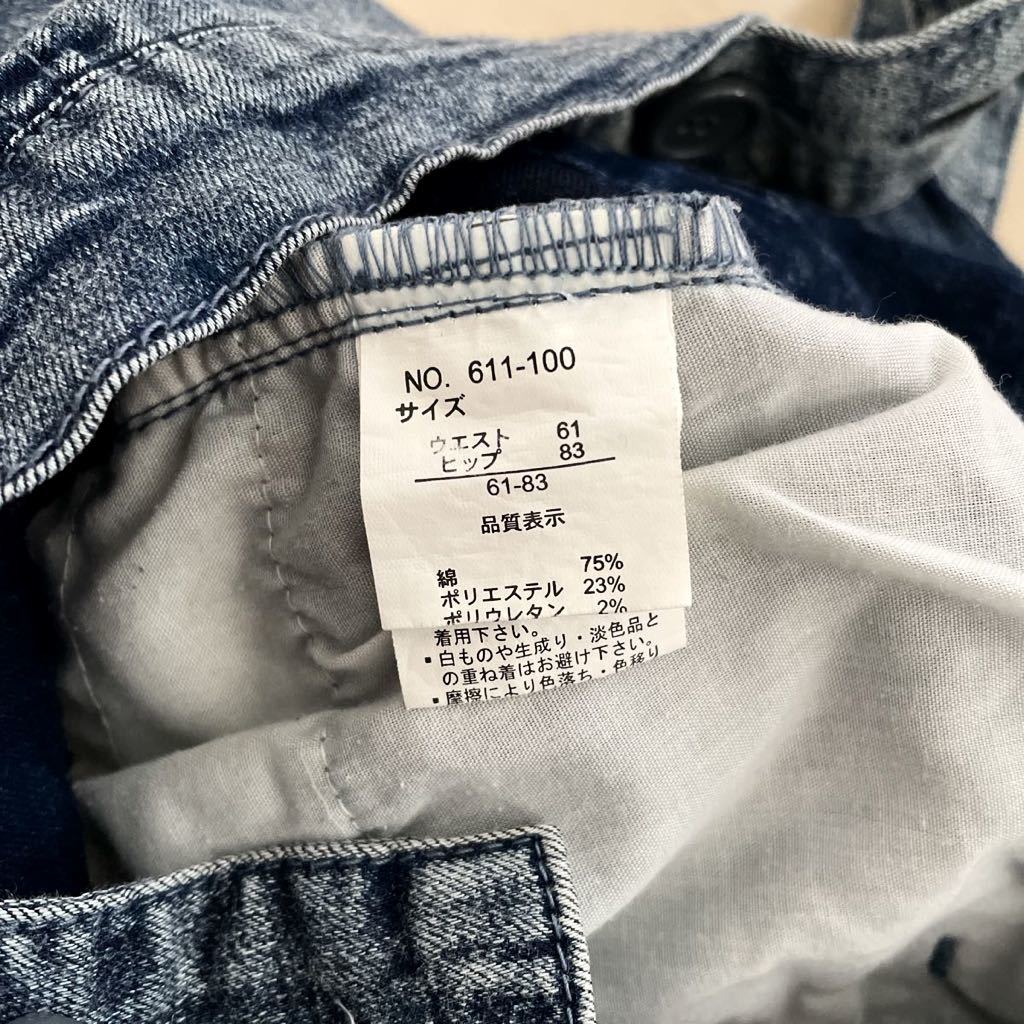 NO. 611-100
サイズ
ウエスト 61
ヒップ 83
61-83
品質表示
綿 75%
ポリエステル 23%
ポリウレタン 2%
着用下さい。
▪白ものや生成り・淡色品と
の重ね着はお避け下さい。
▪摩擦により色落ち・色移り